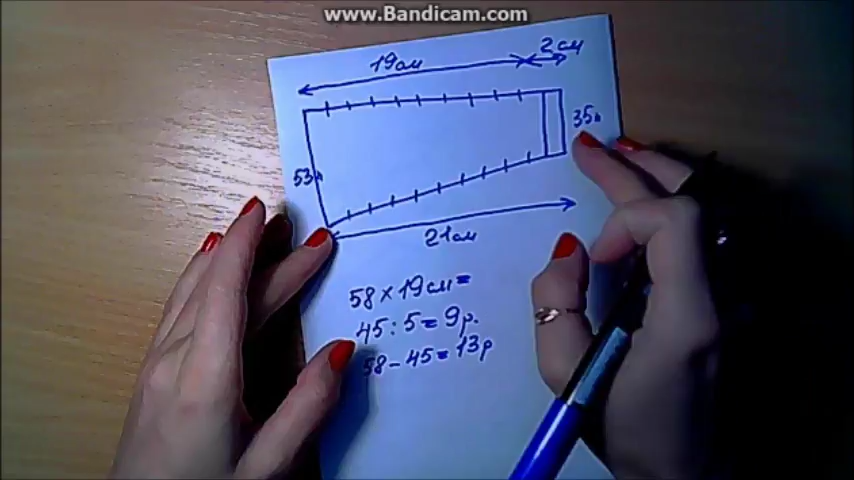 www.Bandicam.com
19см
2см
35п
53п
21см
58×19см=
45:5=9р.
58-45=13р